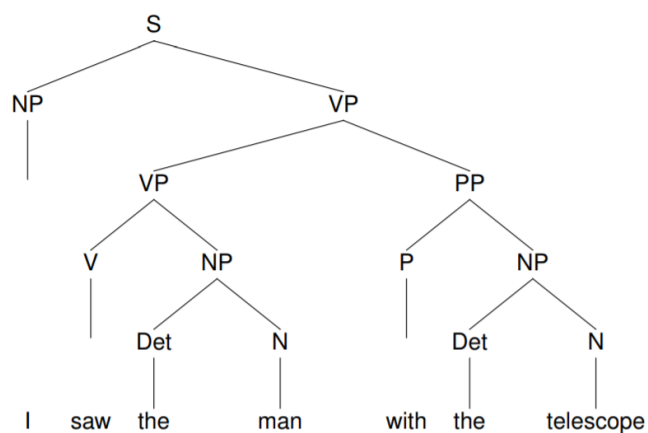 S
NP VP
VP PP
V NP P NP
Det N Det N
I saw the man with the telescope